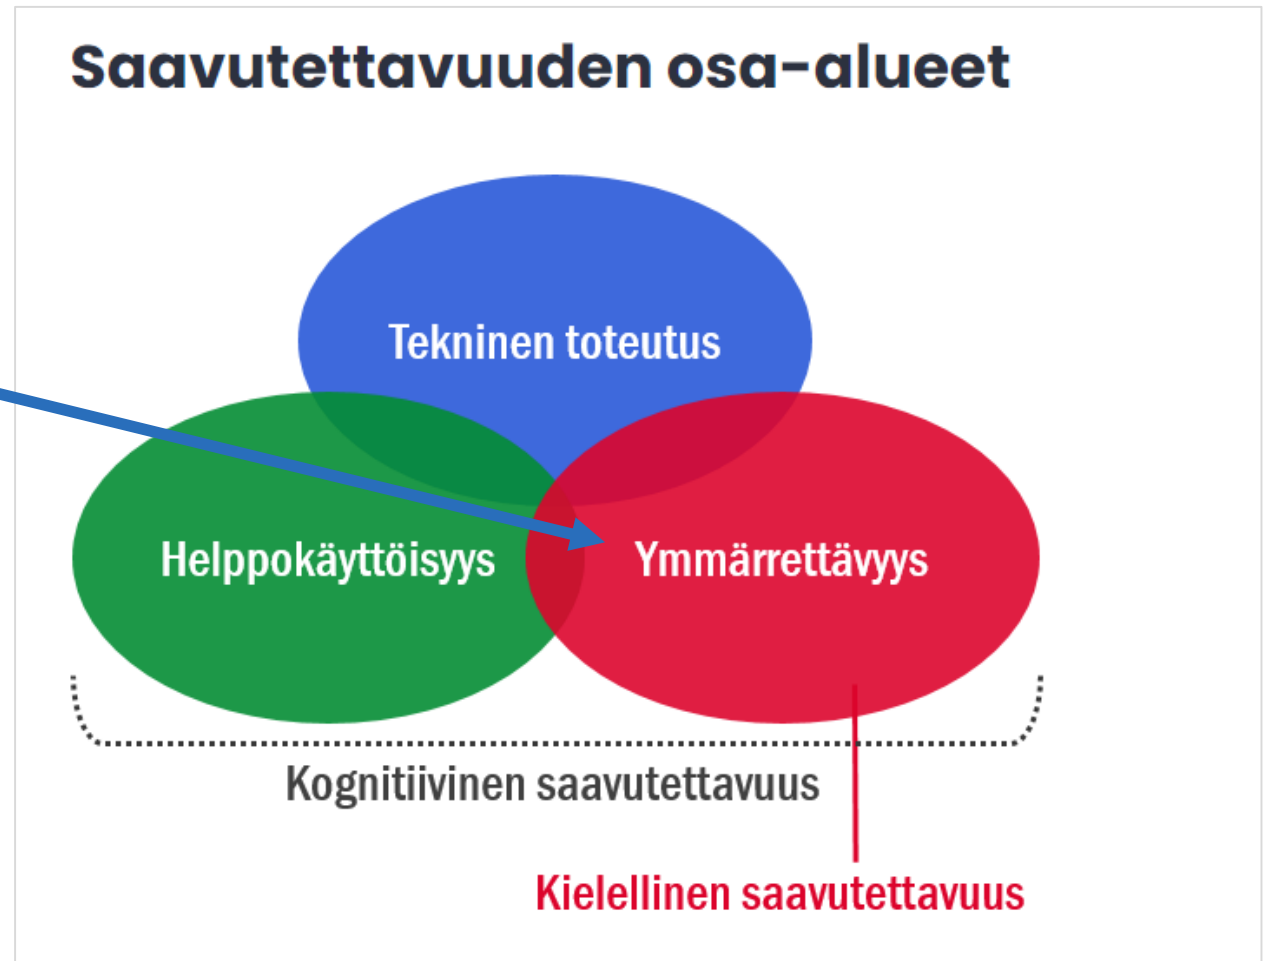 Saavutettavuuden osa-alueet
Tekninen toteutus
Helppokäyttöisyys
Ymmärrettävyys
Kognitiivinen saavutettavuus
Kielellinen saavutettavuus